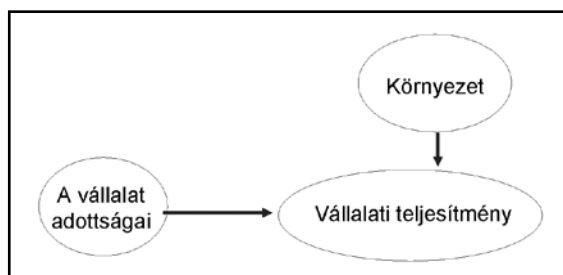 Környezet
A vállalat
adottságai
Vállalati teljesítmény